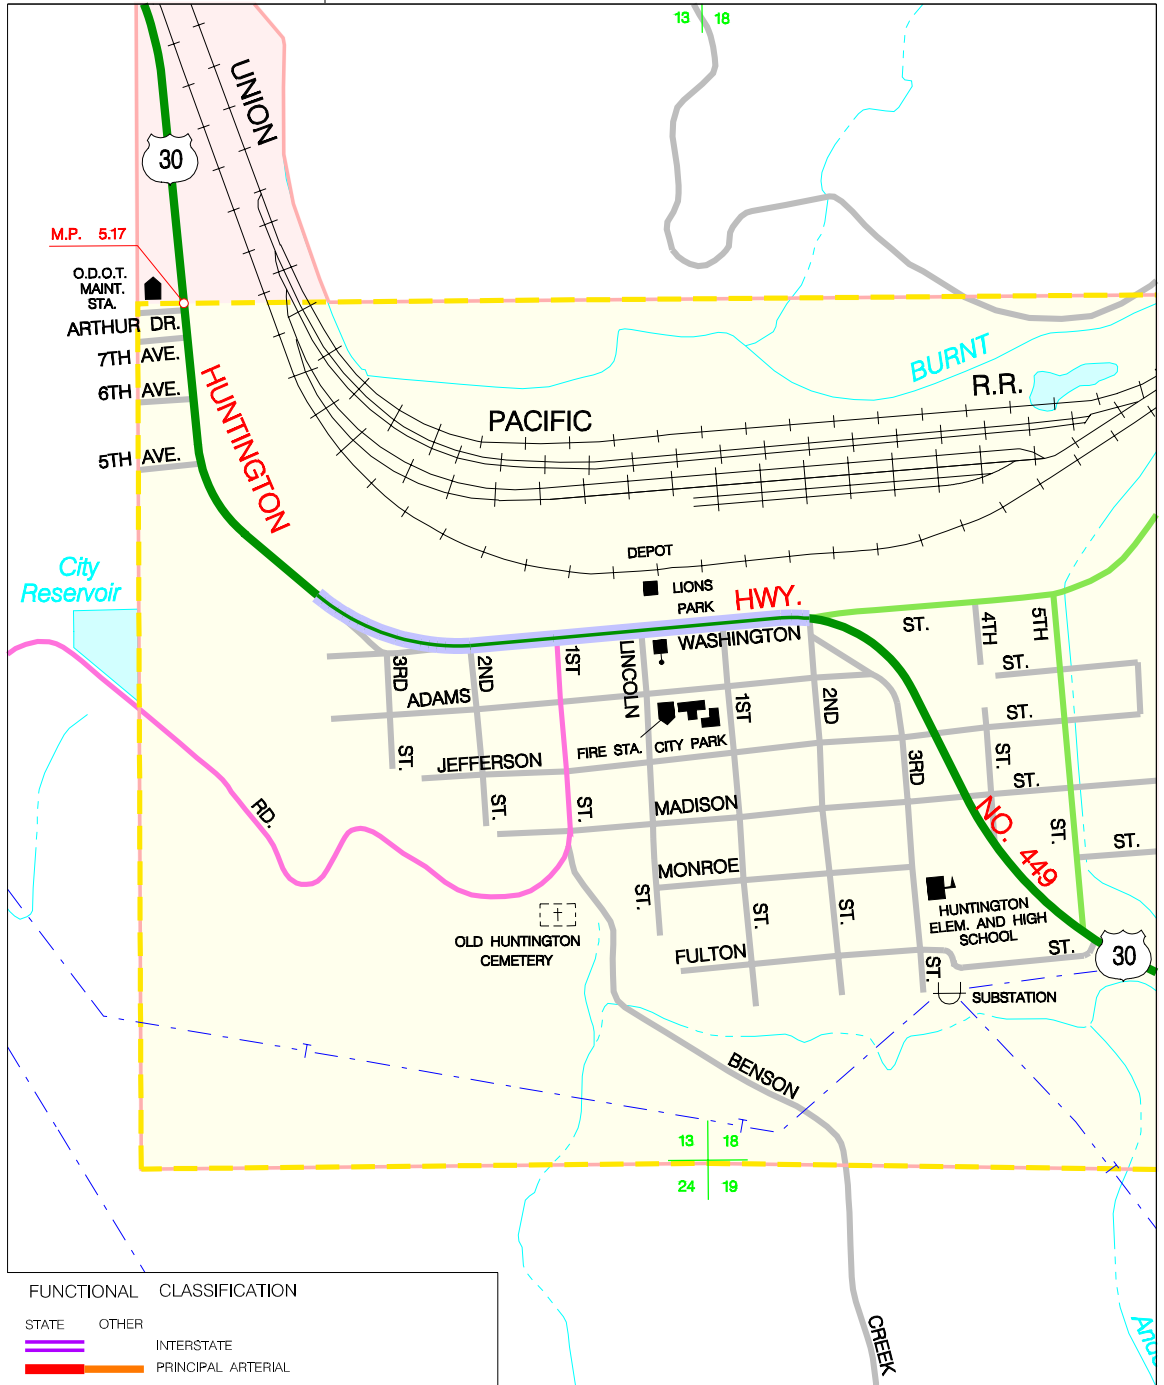 13 18
UNION
30
M.P. 5.17
O.D.O.T.
MAINT.
STA.
ARTHUR DR.
7TH AVE.
6TH AVE.
5TH AVE.
HUNTINGTON
BURNT
R.R.
PACIFIC
City
Reservoir
DEPOT
LIONS
PARK
HWY.
WASHINGTON
ST.
4TH
5TH
ST.
3RD
2ND
1ST
LINCOLN
ADAMS
1ST
2ND
ST.
FIRE STA.
CITY PARK
JEFFERSON
ST.
3RD
ST.
ST.
RD.
ST.
ST.
MADISON
NO. 449
ST.
ST.
MONROE
ST.
ST.
ST.
HUNTINGTON
ELEM. AND HIGH
SCHOOL
OLD HUNTINGTON
CEMETERY
FULTON
ST.
ST.
30
SUBSTATION
BENSON
13 18
24 19
CREEK
FUNCTIONAL CLASSIFICATION
STATE OTHER
INTERSTATE
PRINCIPAL ARTERIAL